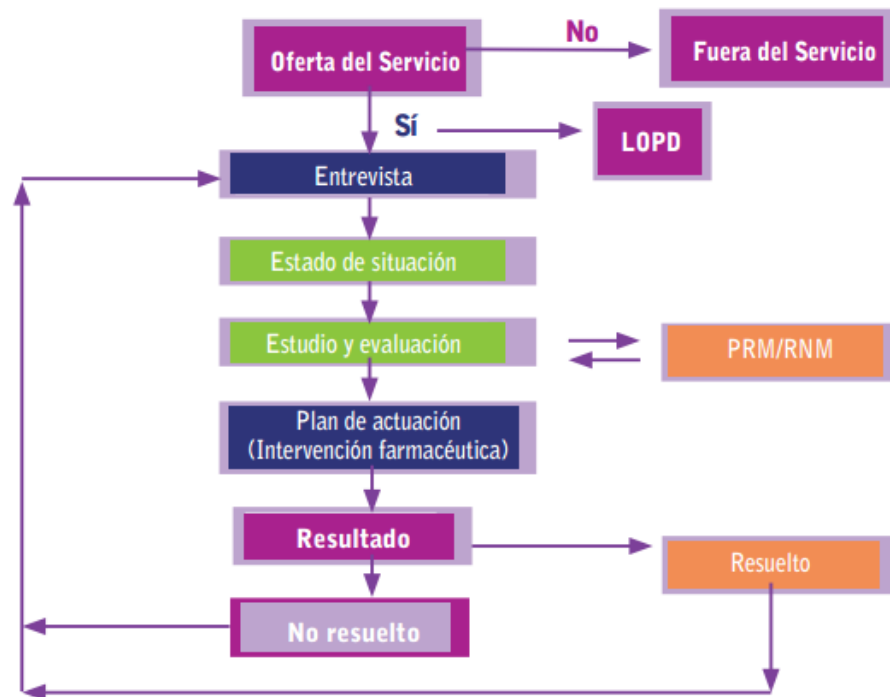 Oferta del Servicio
No
Fuera del Servicio
Sí
LOPD
Entrevista
Estado de situación
Estudio y evaluación
PRM/RNM
Plan de actuación
(Intervención farmacéutica)
Resultado
Resuelto
No resuelto